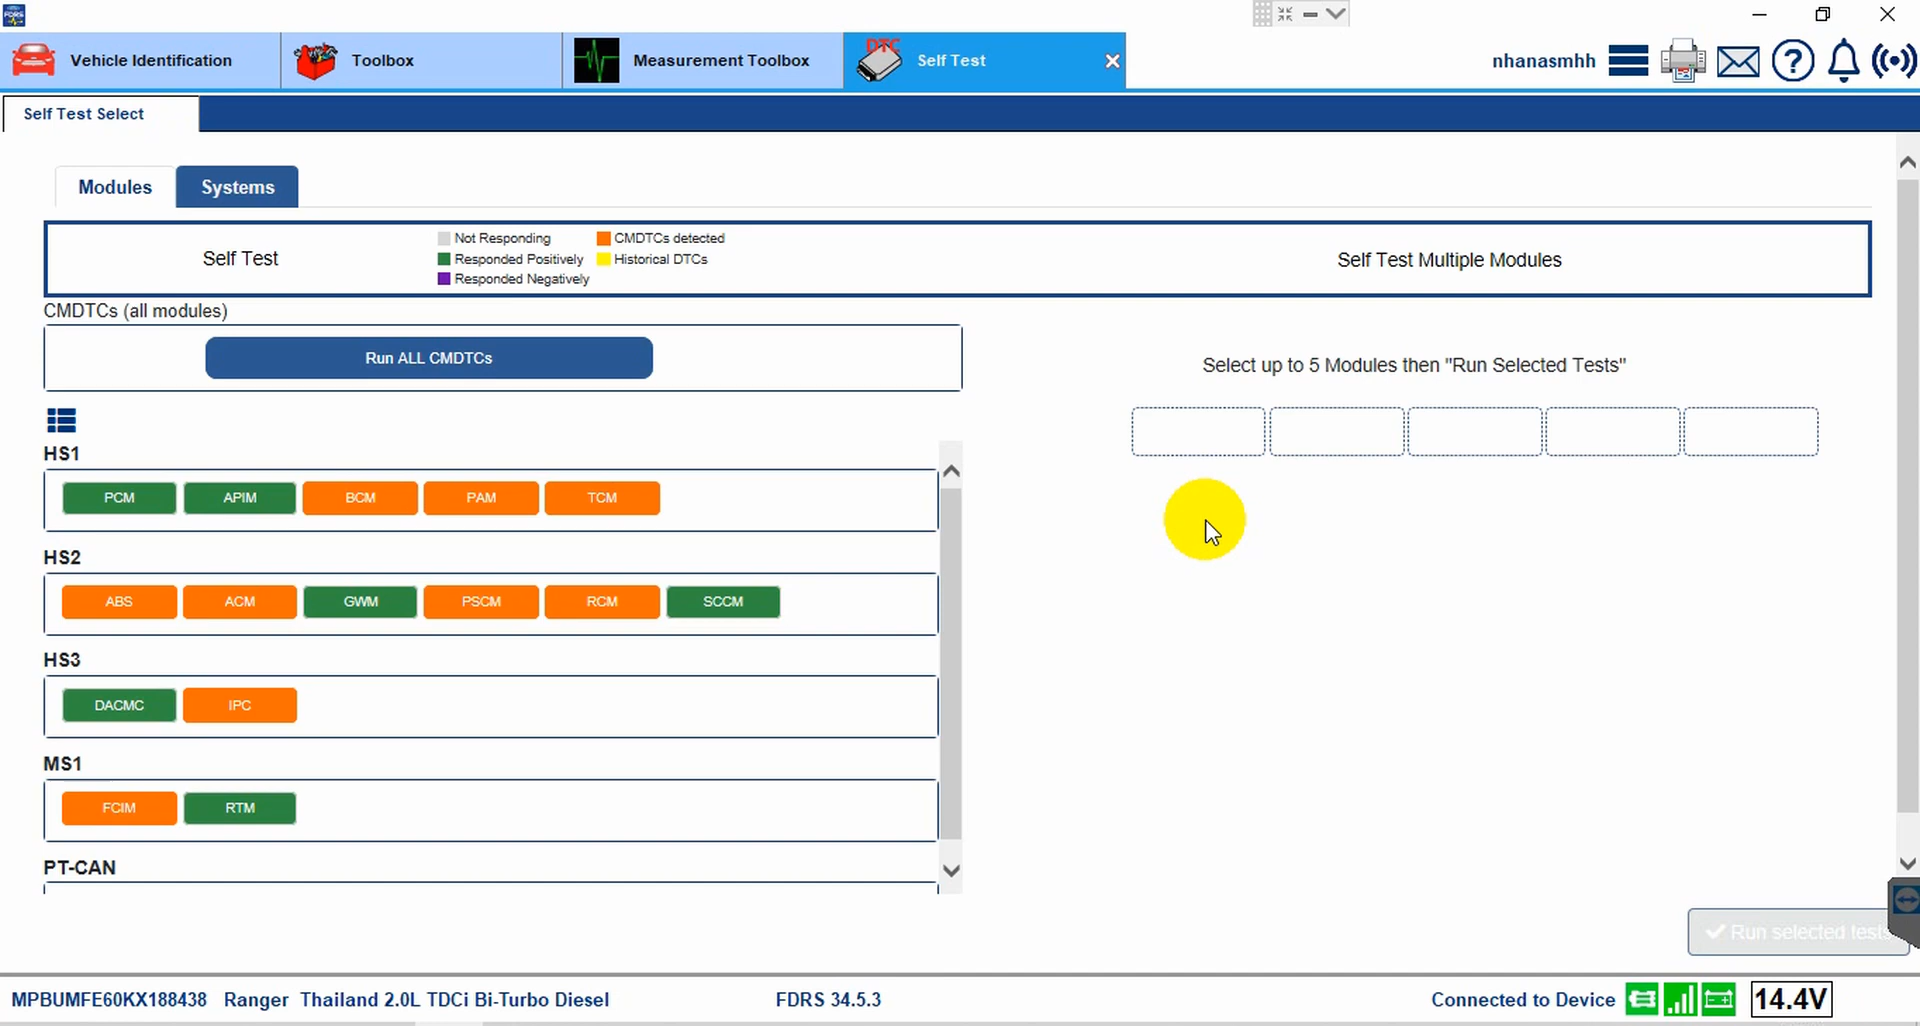 FDRS
Vehicle Identification
Toolbox
Measurement Toolbox
DTC
Self Test
nhanasmhh
Self Test Select
Modules
Systems
Self Test
Not Responding
CMDTCs detected
Responded Positively
Historical DTCs
Responded Negatively
Self Test Multiple Modules
CMDTCs (all modules)
Run ALL CMDTCs
Select up to 5 Modules then "Run Selected Tests"
HS1
PCM APIM BCM PAM TCM
HS2
ABS ACM GWM PSCM RCM SCCM
HS3
DACMC IPC
MS1
FCIM RTM
PT-CAN
Run selected tests
MPBUMFE60KX188438 Ranger Thailand 2.0L TDCi Bi-Turbo Diesel
FDRS 34.5.3
Connected to Device
14.4V